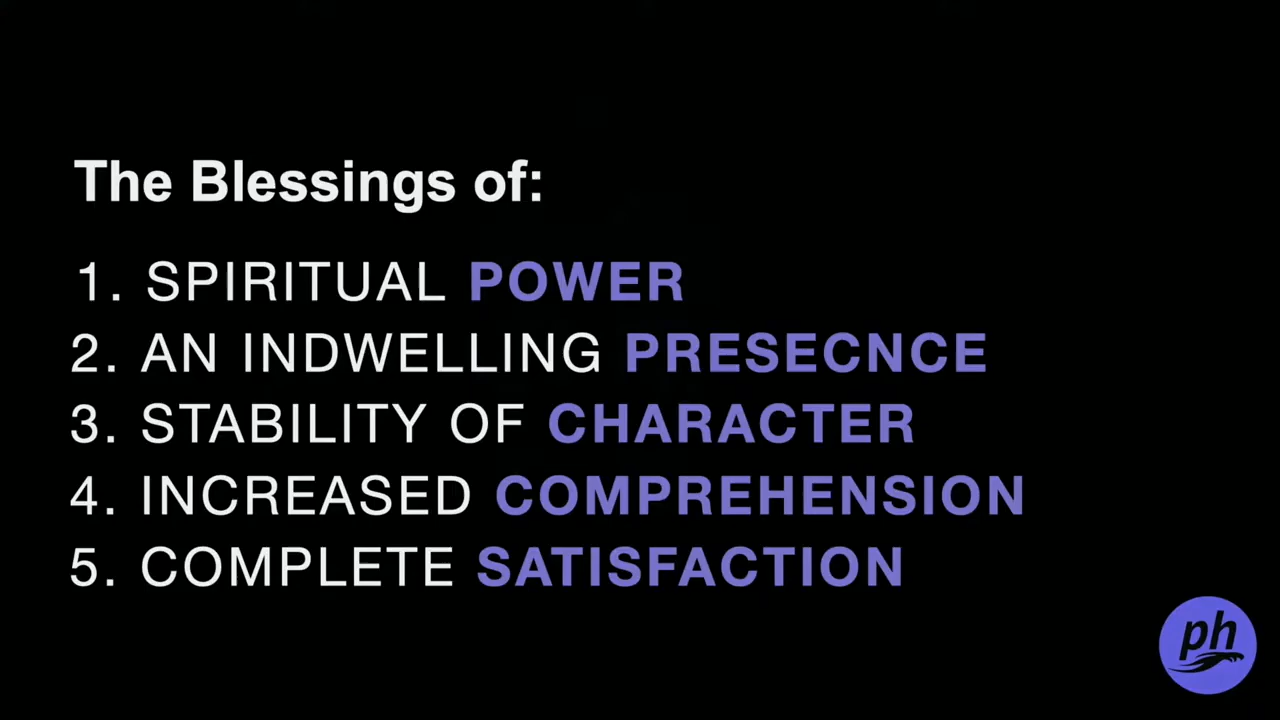 The Blessings of:
1. SPIRITUAL POWER
2. AN INDWELLING PRESECNCE
3. STABILITY OF CHARACTER
4. INCREASED COMPREHENSION
5. COMPLETE SATISFACTION
ph